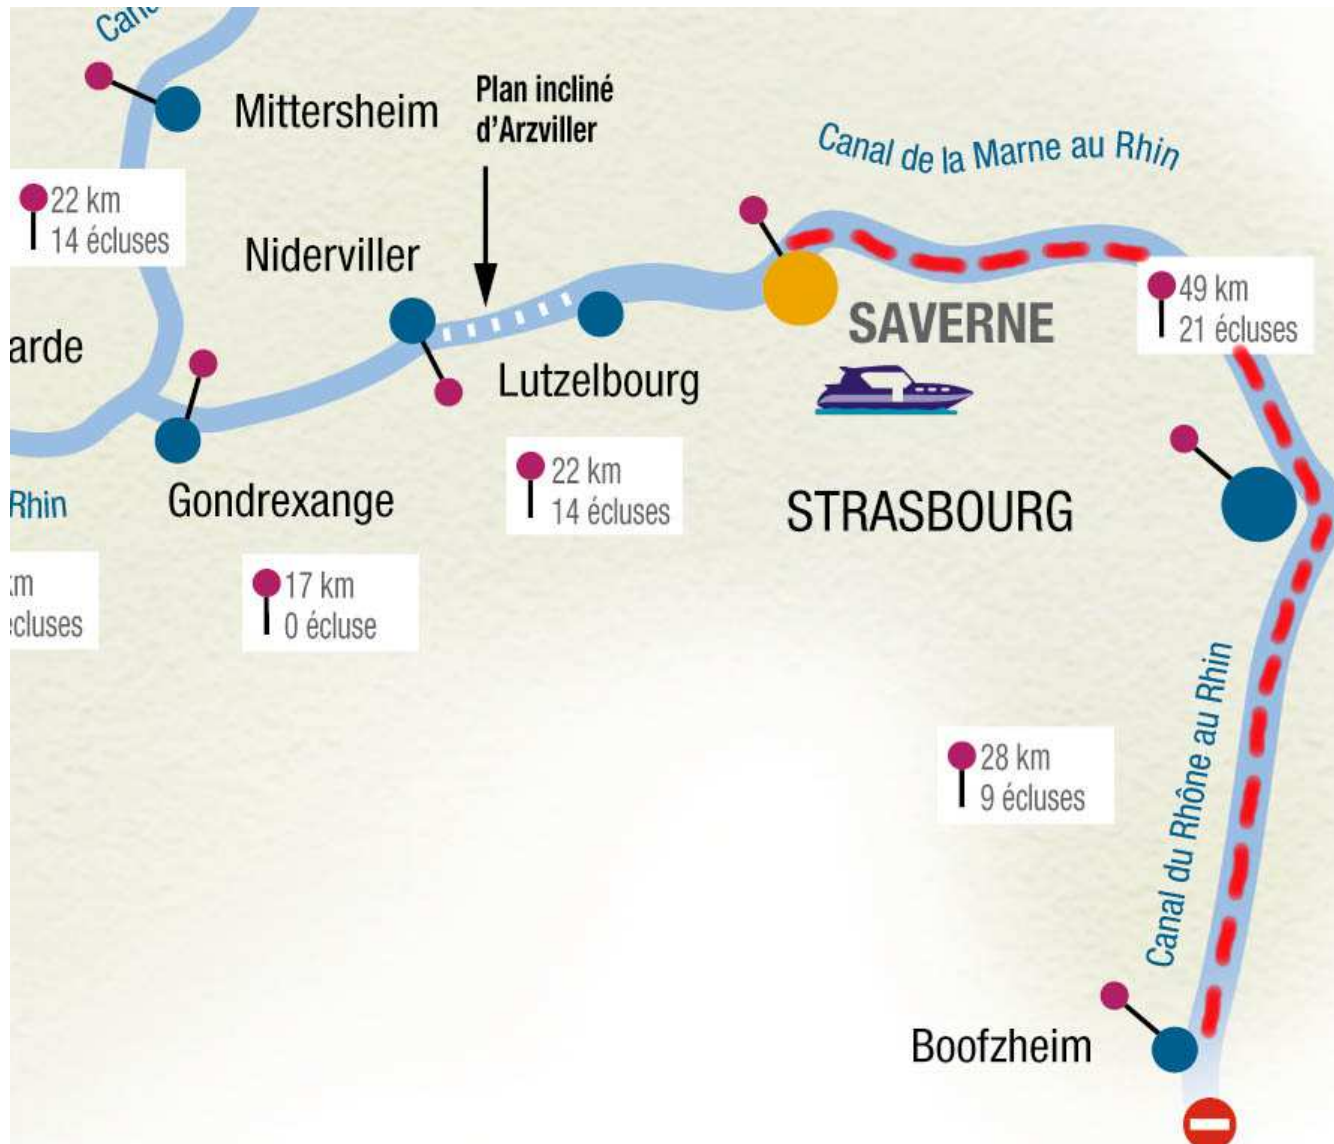 Mittersheim
Plan incliné
d'Arzviller
Canal de la Marne au Rhin
22 km
14 écluses
Niderviller
49 km
21 écluses
SAVERNE
arde
Lutzelbourg
22 km
14 écluses
Rhin
Gondrexange
STRASBOURG
km
écluses
17 km
0 écluse
Canal du Rhône au Rhin
28 km
9 écluses
Boofzheim